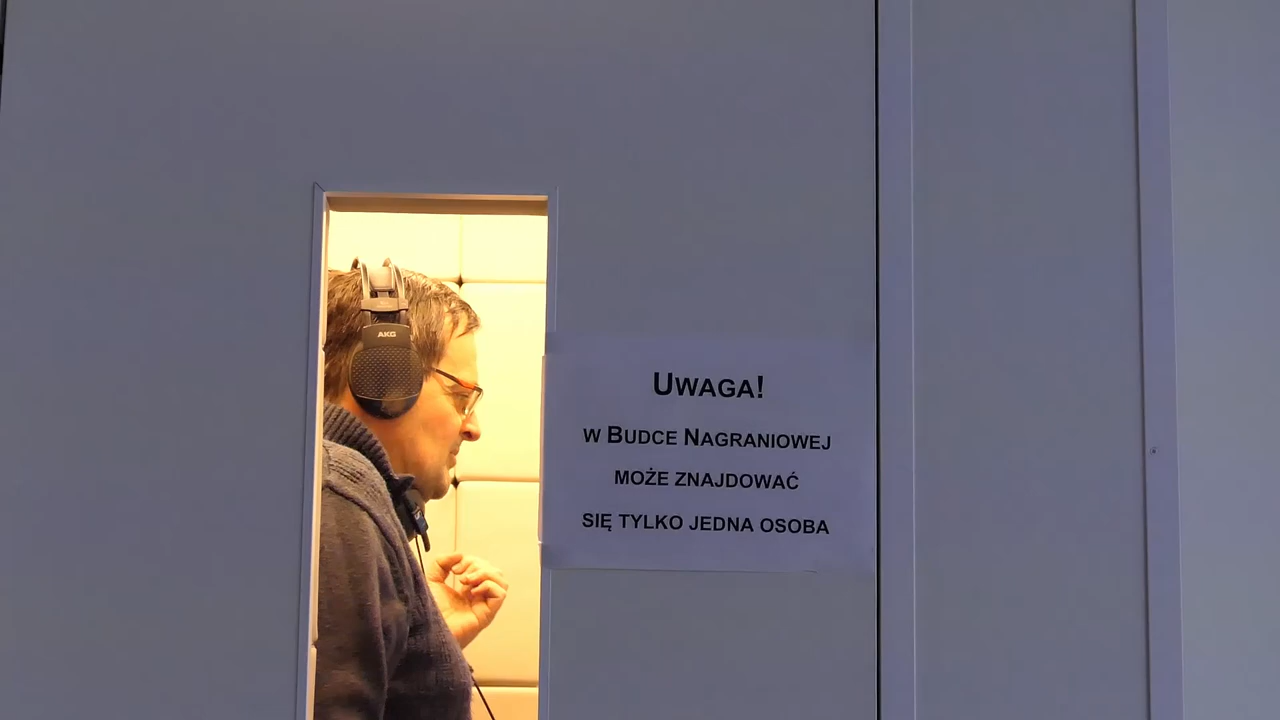 AKG
UWAGA!
W BUDCE NAGRANIOWEJ
MOŻE ZNAJDOWAĆ
SIĘ TYLKO JEDNA OSOBA